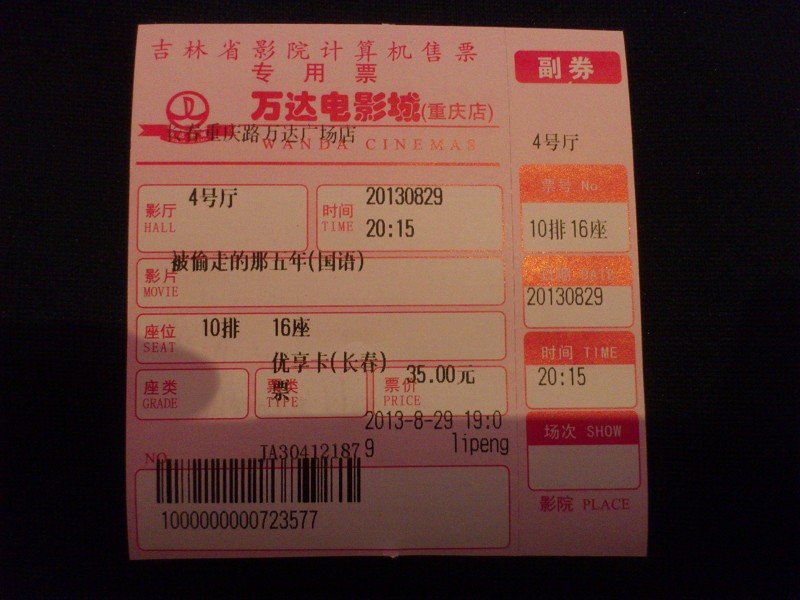 吉林省影院计算机售票
专用票
万达电影城(重庆店)
长春重庆路万达广场店
WANDA CINEMAS
影厅 HALL
4号厅
时间 TIME
20130829
20:15
影片 MOVIE
被偷走的那五年(国语)
座位 SEAT
10排 16座
座类 GRADE
票类 TYPE
优享卡(长春)
票
票价 PRICE
35.00元
2013-8-29 19:0
9 lipeng
NO. JA30412187
1000000000723577
副券
4号厅
票号 No.
10排16座
日期 DATE
20130829
时间 TIME
20:15
场次 SHOW
影院 PLACE